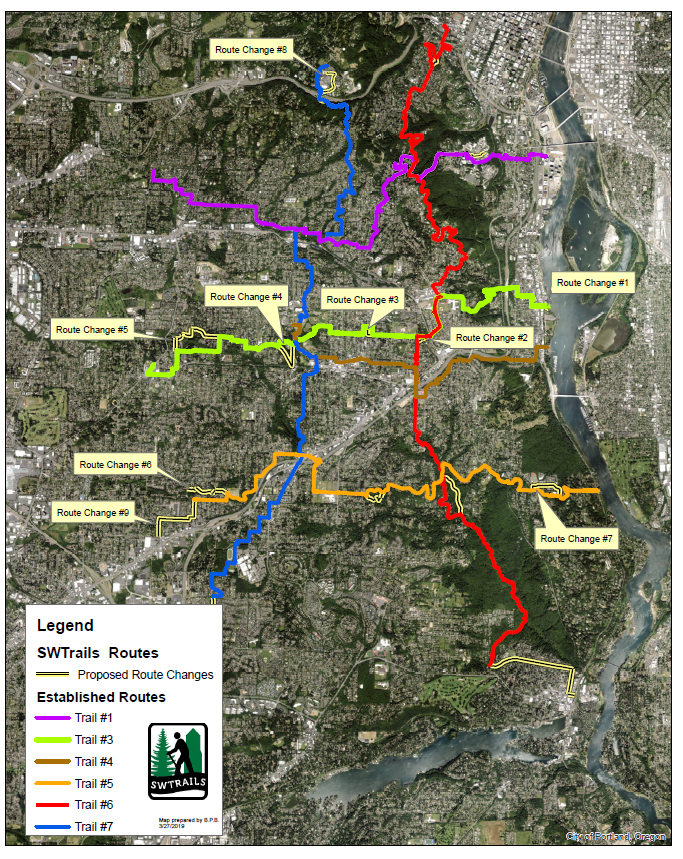 Route Change #8
Route Change #1
Route Change #4
Route Change #3
Route Change #5
Route Change #2
Route Change #6
Route Change #9
Route Change #7
Legend
SWTrails Routes
Proposed Route Changes
Established Routes
Trail #1
Trail #3
Trail #4
Trail #5
Trail #6
Trail #7
SWTRAILS
Map prepared by B.P.B.
3/27/2019
City of Portland, Oregon